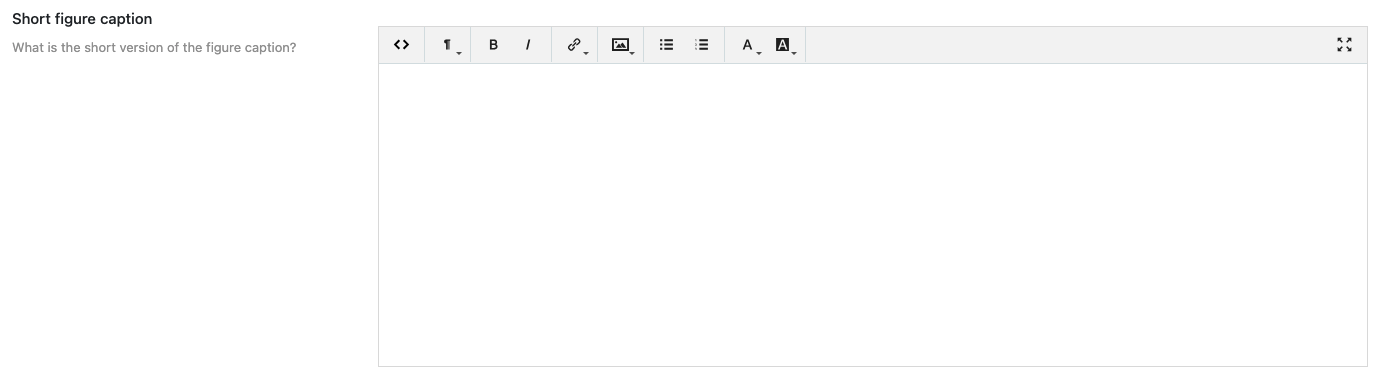 Short figure caption
What is the short version of the figure caption?